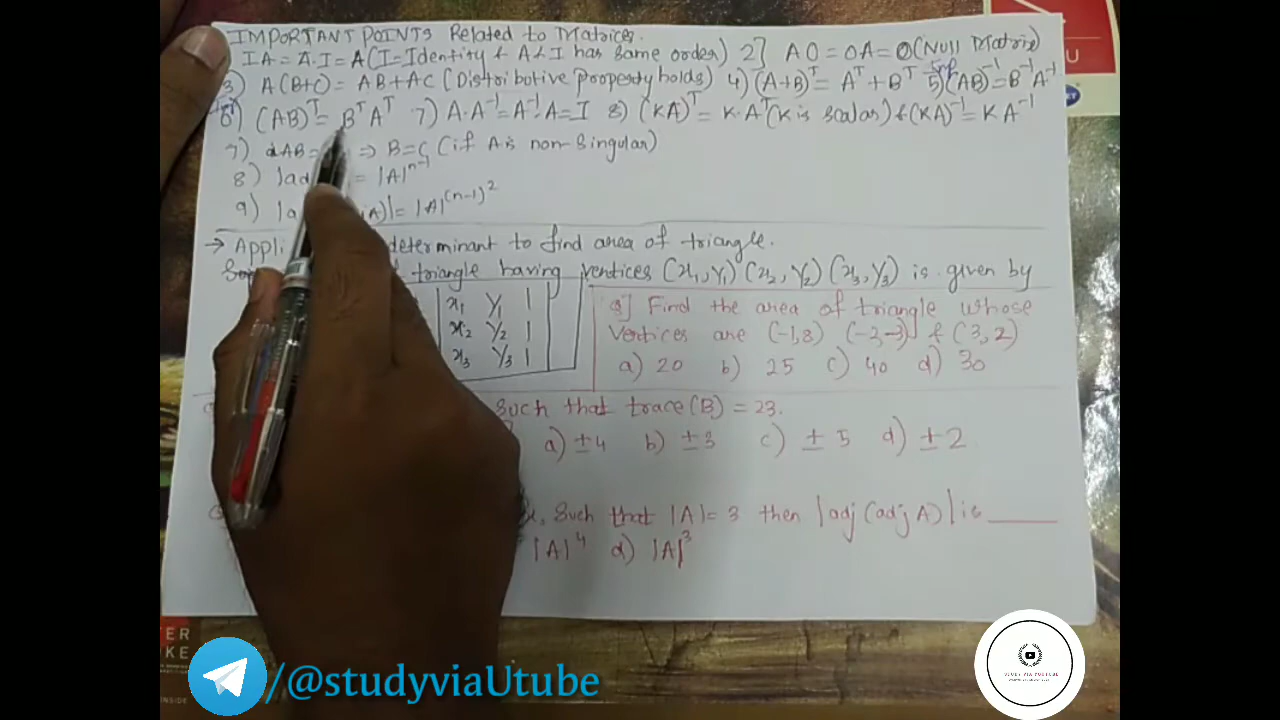 IMPORTANT POINTS Related to Matrices.
IA = A.I = A (I = Identity & A & I has same order) 2] AO = OA = O (Null Matrix)
3) A(B+C) = AB + AC (Distributive property holds) 4) (A+B)ᵀ = Aᵀ + Bᵀ 5) (AB)⁻¹ = B⁻¹A⁻¹
6) (AB)ᵀ = BᵀAᵀ 7) A.A⁻¹ = A⁻¹.A = I 8) (KA)ᵀ = K.Aᵀ (K is scalar) & (KA)⁻¹ = KA⁻¹
7) AB = ⇒ B = C (if A is non-Singular)
8) |ad = |A|ⁿ⁻¹
9) |a A)| = |A|⁽ⁿ⁻¹⁾²
→ Appli determinant to find area of triangle.
triangle having vertices (x₁, y₁) (x₂, y₂) (x₃, y₃) is given by
x₁ y₁ 1
x₂ y₂ 1
x₃ y₃ 1
Q] Find the area of triangle whose
vertices are (-1,8) (-2,-3) & (3,2)
a) 20 b) 25 c) 40 d) 30
Such that trace(B) = 23.
a) ±4 b) ±3 c) ±5 d) ±2
Such that |A| = 3 then |adj(adj A)| is ____
|A|⁴ d) |A|³
/@studyviaUtube
STUDY VIA YOUTUBE